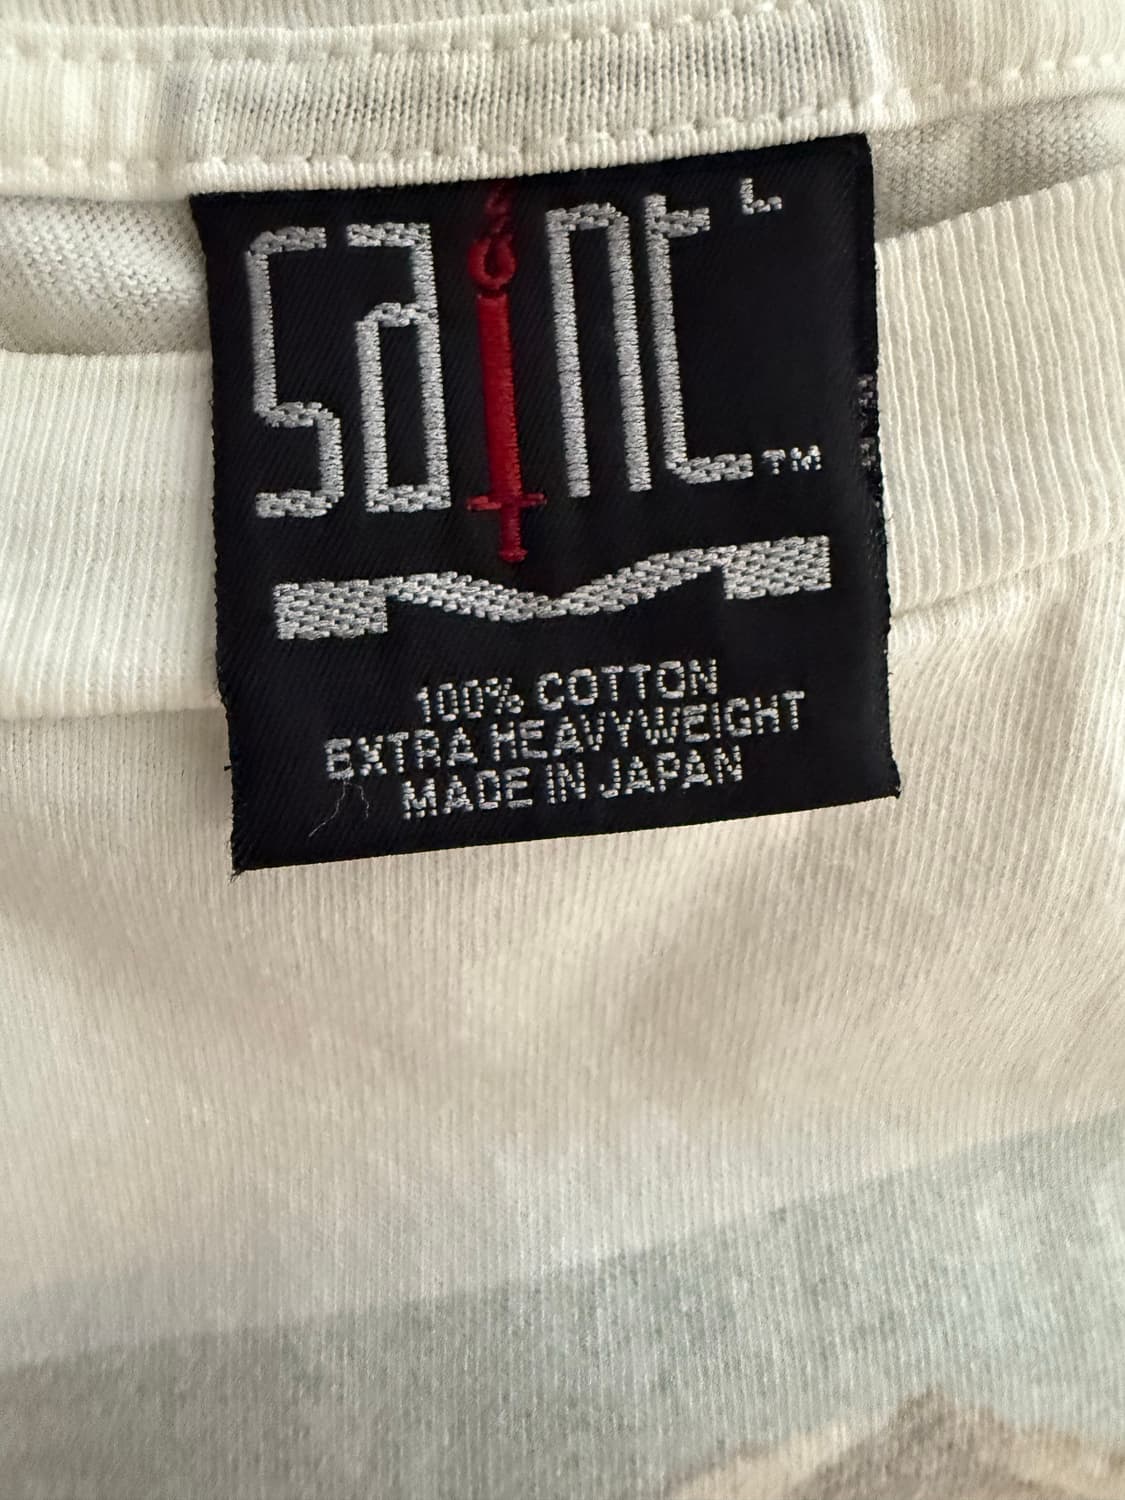 saint L
™
100% COTTON
EXTRA HEAVYWEIGHT
MADE IN JAPAN